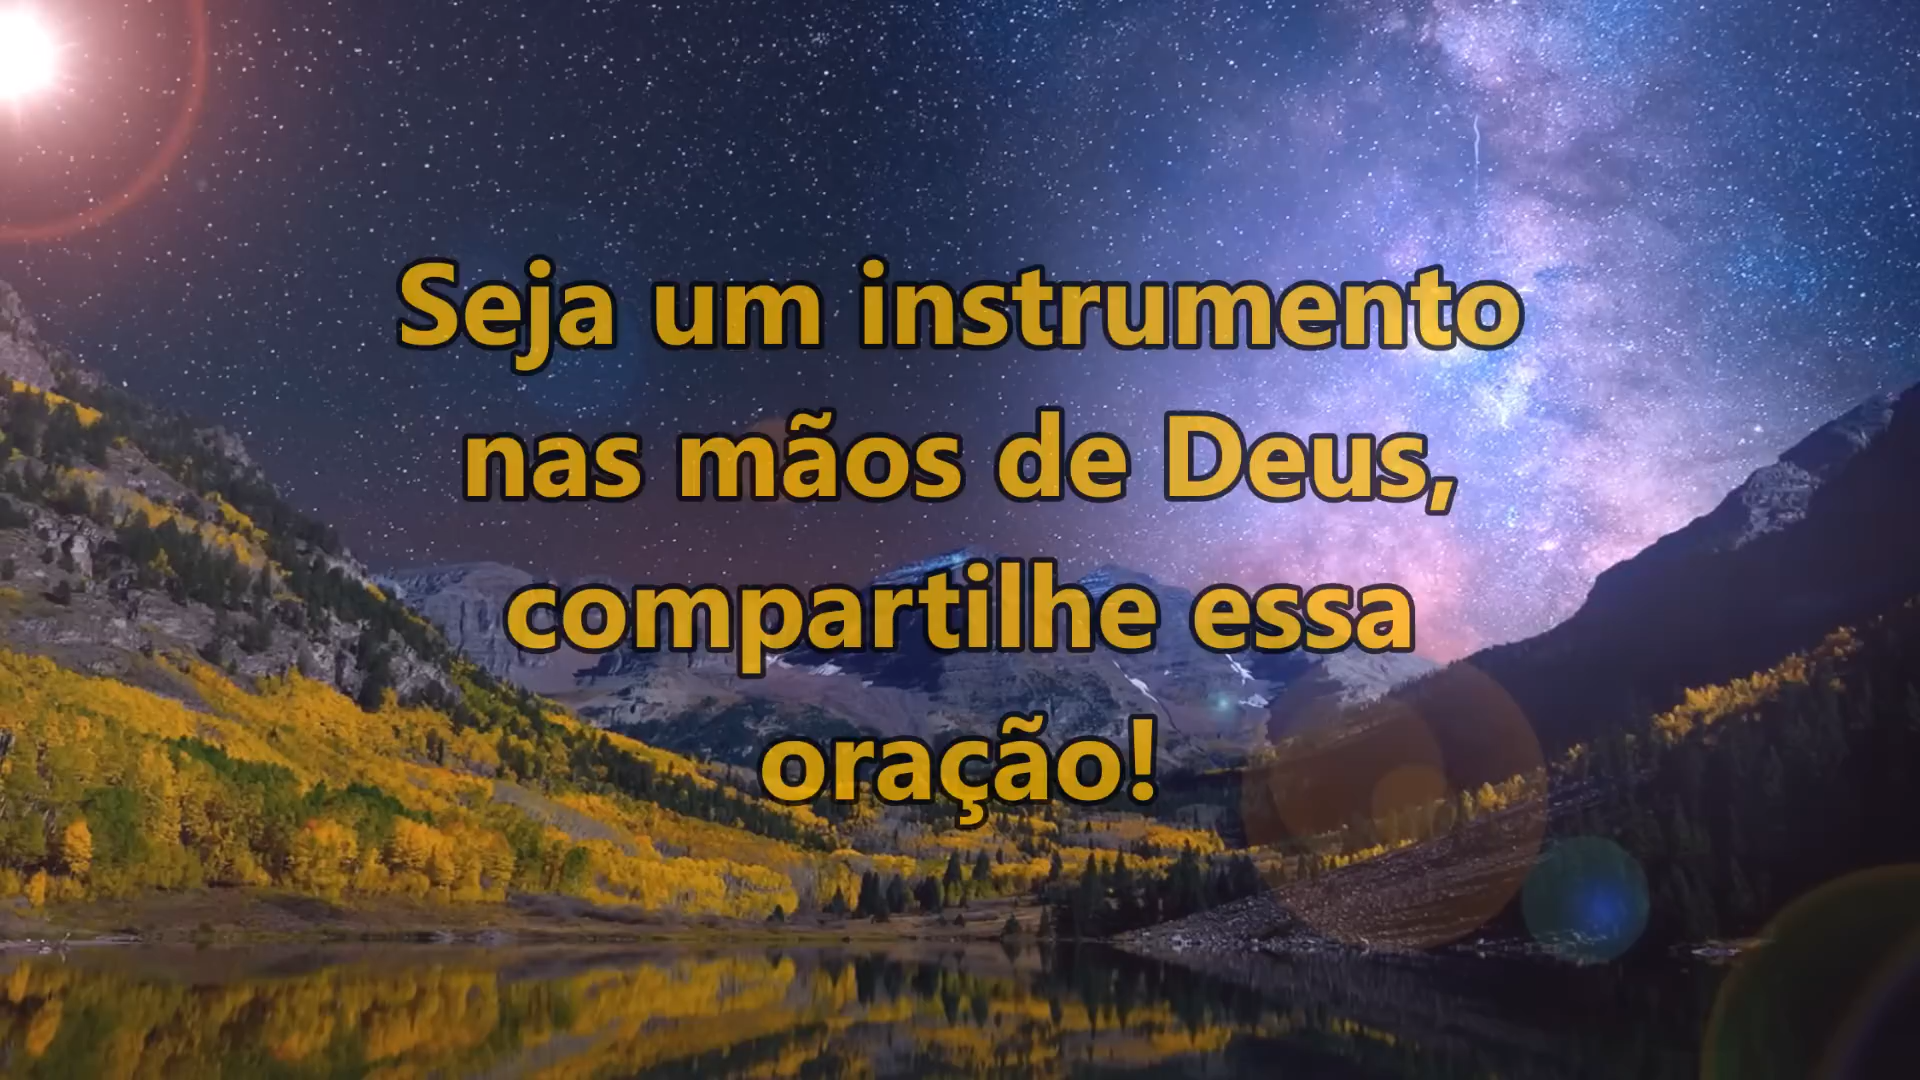 Seja um instrumento
nas mãos de Deus,
compartilhe essa
oração!